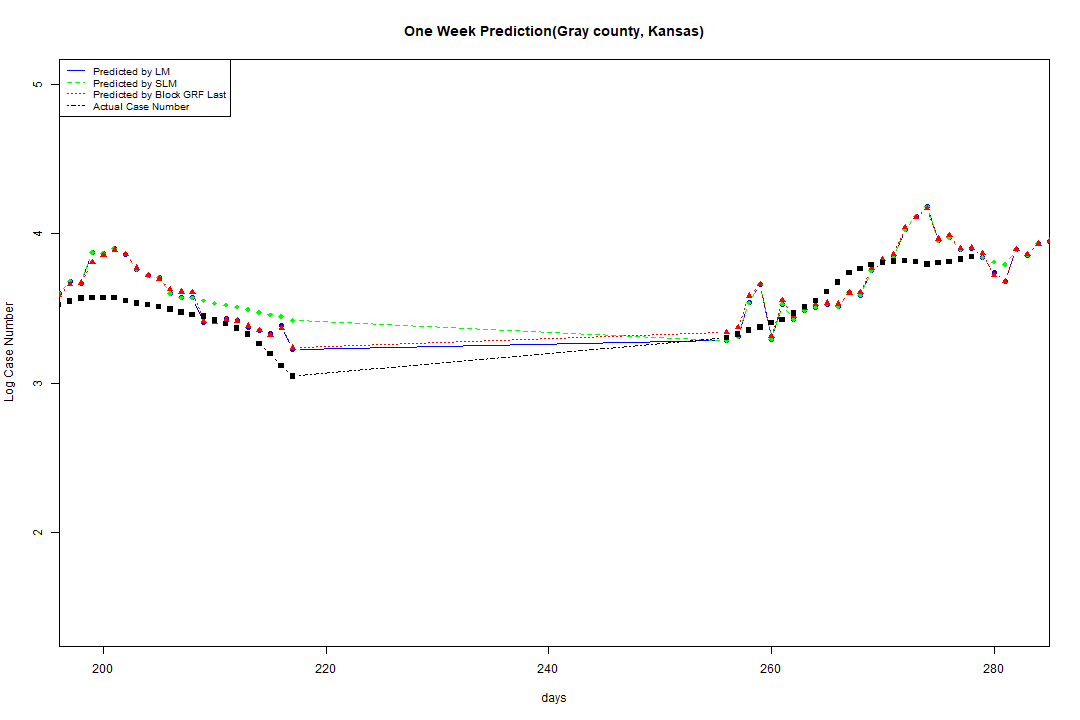 One Week Prediction(Gray county, Kansas)
Predicted by LM
Predicted by SLM
Predicted by Block GRF Last
Actual Case Number
5
4
3
2
Log Case Number
200 220 240 260 280
days